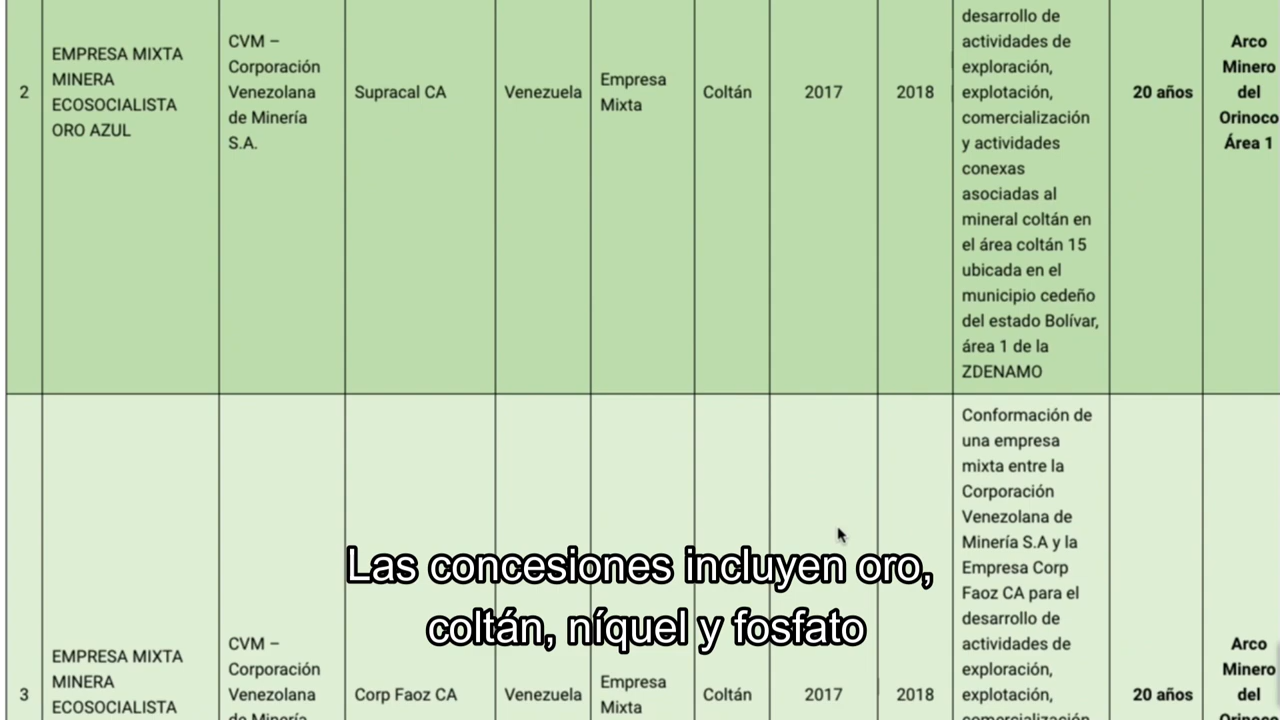 2
EMPRESA MIXTA
MINERA
ECOSOCIALISTA
ORO AZUL
CVM –
Corporación
Venezolana
de Minería
S.A.
Supracal CA
Venezuela
Empresa
Mixta
Coltán
2017
2018
desarrollo de
actividades de
exploración,
explotación,
comercialización
y actividades
conexas
asociadas al
mineral coltán en
el área coltán 15
ubicada en el
municipio cedeño
del estado Bolívar,
área 1 de la
ZDENAMO
20 años
Arco
Minero
del
Orinoco
Área 1
3
EMPRESA MIXTA
MINERA
ECOSOCIALISTA
CVM –
Corporación
Venezolana
de Minería
Corp Faoz CA
Venezuela
Empresa
Mixta
Coltán
2017
2018
Conformación de
una empresa
mixta entre la
Corporación
Venezolana de
Minería S.A y la
Empresa Corp
Faoz CA para el
desarrollo de
actividades de
exploración,
explotación,
comercialización
20 años
Arco
Minero
del
Orinoco
Las concesiones incluyen oro,
coltán, níquel y fosfato